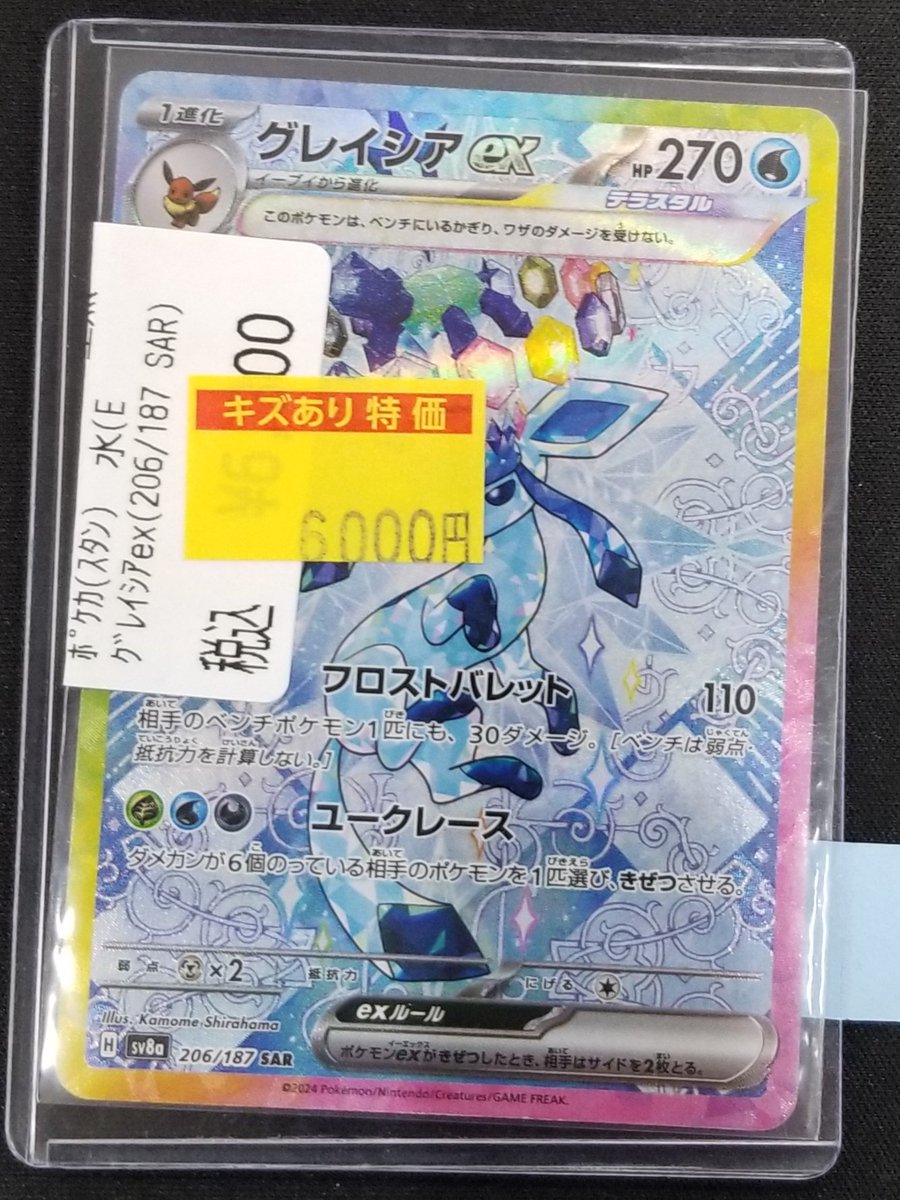 1進化
グレイシアex
HP270
イーブイから進化
テラスタル
このポケモンは、ベンチにいるかぎり、ワザのダメージを受けない。
ポケカ(スタン) 水(E
グレイシアex(206/187 SAR)
税込
キズあり特価
6000円
フロストバレット 110
相手のベンチポケモン1匹にも、30ダメージ。[ベンチは弱点・
抵抗力を計算しない。]
ユークレース
ダメカンが6個のっている相手のポケモンを1匹選び、きぜつさせる。
弱点 ×2 抵抗力 にげる
exルール
ポケモンexがきぜつしたとき、相手はサイドを2枚とる。
Illus. Kamome Shirahama
H sv8a 206/187 SAR
©2024 Pokémon/Nintendo/Creatures/GAME FREAK.